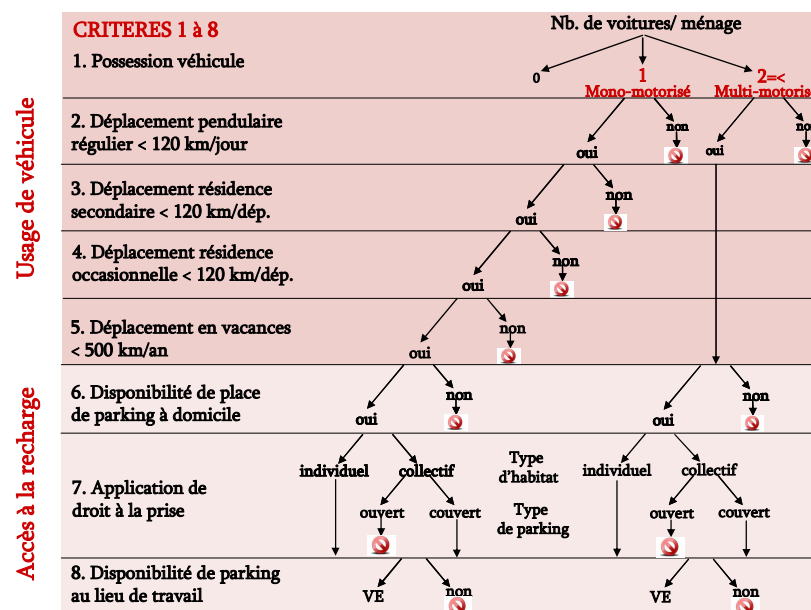 CRITERES 1 à 8
Nb. de voitures/ ménage
1. Possession véhicule
0
1
2=<
Mono-motorisé
Multi-motorisé
2. Déplacement pendulaire
régulier < 120 km/jour
non
no
oui
oui
3. Déplacement résidence
secondaire < 120 km/dép.
non
oui
4. Déplacement résidence
occasionnelle < 120 km/dép.
non
oui
5. Déplacement en vacances
< 500 km/an
non
oui
Usage de véhicule
6. Disponibilité de place
de parking à domicile
non
non
oui
oui
7. Application de
droit à la prise
individuel
collectif
Type
d'habitat
individuel
collectif
ouvert
couvert
Type
de parking
ouvert
couvert
8. Disponibilité de parking
au lieu de travail
VE
non
VE
non
Accès à la recharge